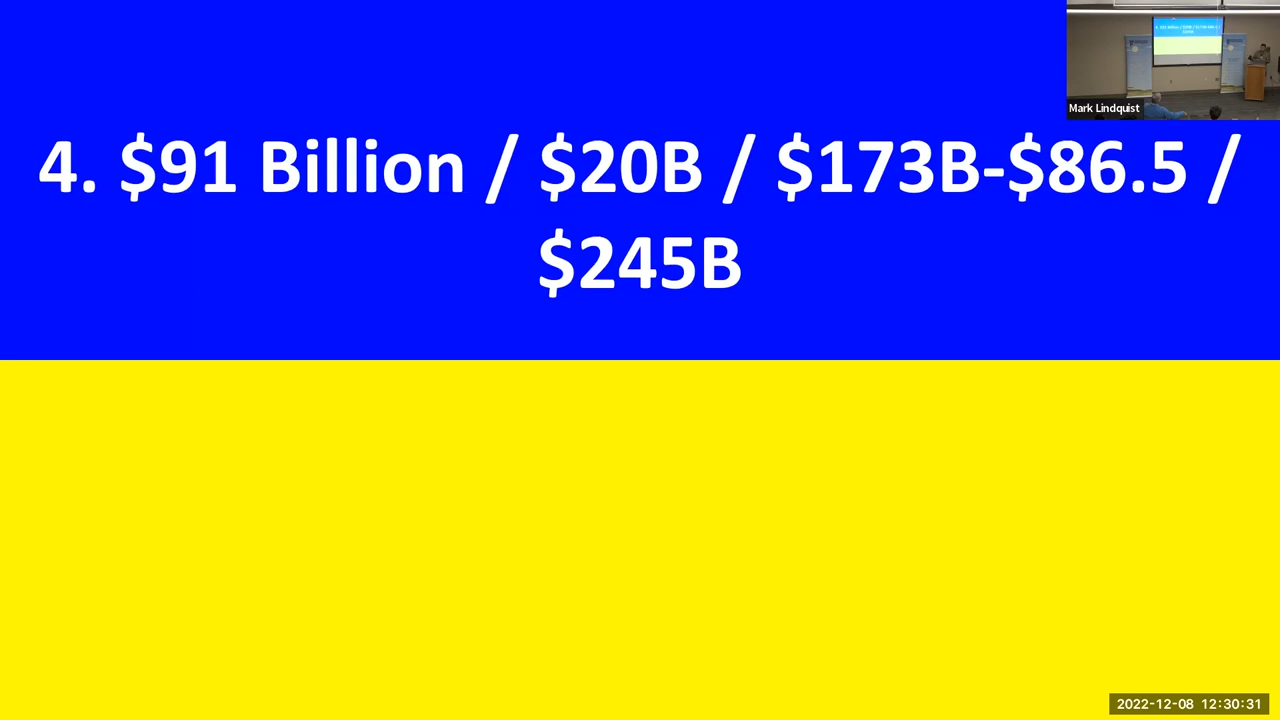 Mark Lindquist
4. $91 Billion / $20B / $173B-$86.5 /
$245B
2022-12-08 12:30:31